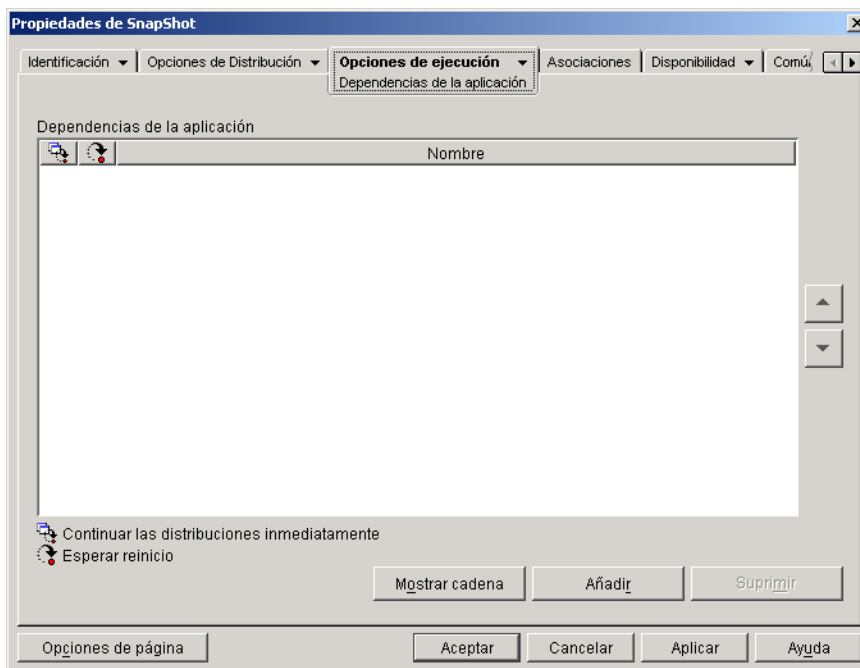 Propiedades de SnapShot
Identificación Opciones de Distribución Opciones de ejecución Asociaciones Disponibilidad Común
Dependencias de la aplicación
Dependencias de la aplicación
Nombre
Continuar las distribuciones inmediatamente
Esperar reinicio
Mostrar cadena Añadir Suprimir
Opciones de página Aceptar Cancelar Aplicar Ayuda